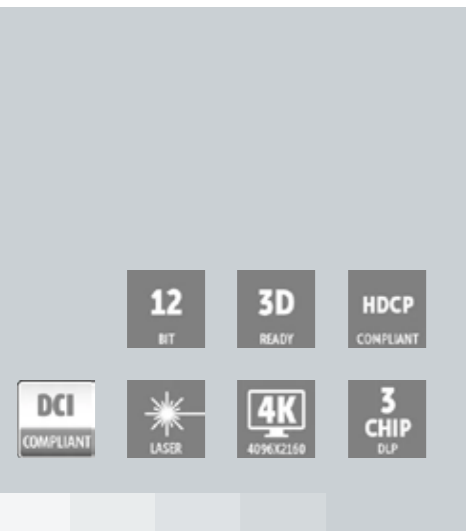 12
BIT
3D
READY
HDCP
COMPLIANT
DCI
COMPLIANT
LASER
4K
4096X2160
3
CHIP
DLP